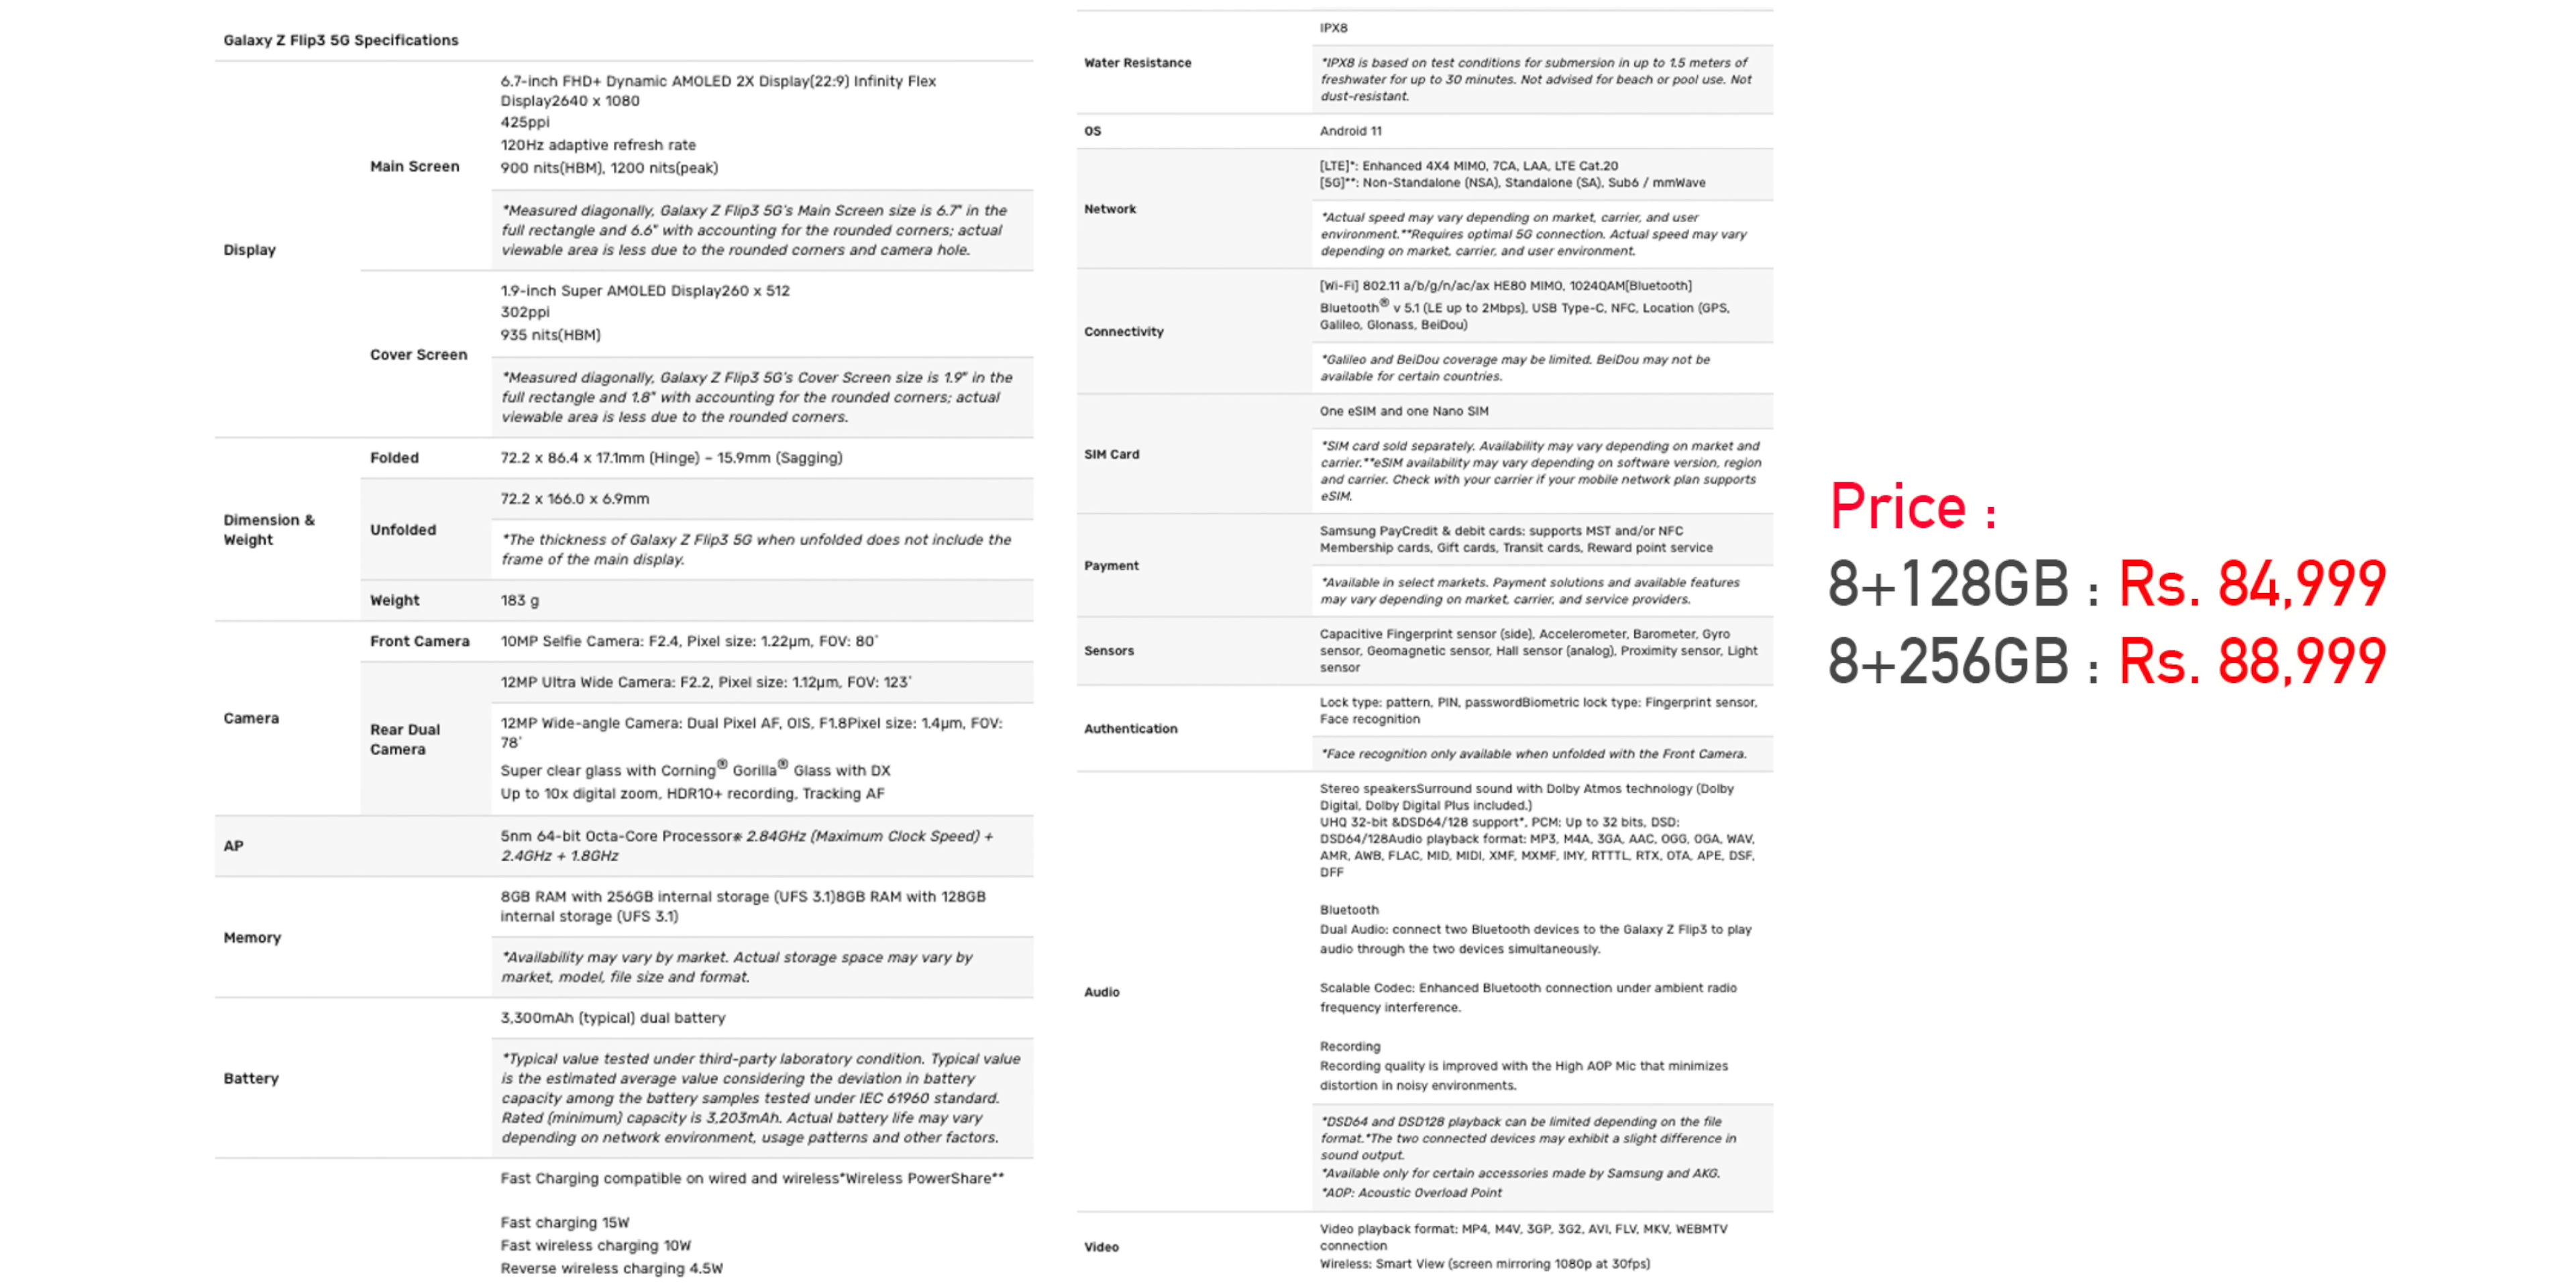 Galaxy Z Flip3 5G Specifications
Display
Main Screen
6.7-inch FHD+ Dynamic AMOLED 2X Display(22:9) Infinity Flex
Display2640 x 1080
425ppi
120Hz adaptive refresh rate
900 nits(HBM), 1200 nits(peak)
*Measured diagonally, Galaxy Z Flip3 5G's Main Screen size is 6.7" in the
full rectangle and 6.6" with accounting for the rounded corners; actual
viewable area is less due to the rounded corners and camera hole.
Cover Screen
1.9-inch Super AMOLED Display260 x 512
302ppi
935 nits(HBM)
*Measured diagonally, Galaxy Z Flip3 5G's Cover Screen size is 1.9" in the
full rectangle and 1.8" with accounting for the rounded corners; actual
viewable area is less due to the rounded corners.
Dimension &
Weight
Folded
72.2 x 86.4 x 17.1mm (Hinge) – 15.9mm (Sagging)
Unfolded
72.2 x 166.0 x 6.9mm
*The thickness of Galaxy Z Flip3 5G when unfolded does not include the
frame of the main display.
Weight
183 g
Camera
Front Camera
10MP Selfie Camera: F2.4, Pixel size: 1.22μm, FOV: 80˚
Rear Dual
Camera
12MP Ultra Wide Camera: F2.2, Pixel size: 1.12μm, FOV: 123˚
12MP Wide-angle Camera: Dual Pixel AF, OIS, F1.8Pixel size: 1.4μm, FOV:
78˚
Super clear glass with Corning® Gorilla® Glass with DX
Up to 10x digital zoom, HDR10+ recording, Tracking AF
AP
5nm 64-bit Octa-Core Processor※ 2.84GHz (Maximum Clock Speed) +
2.4GHz + 1.8GHz
Memory
8GB RAM with 256GB internal storage (UFS 3.1)8GB RAM with 128GB
internal storage (UFS 3.1)
*Availability may vary by market. Actual storage space may vary by
market, model, file size and format.
Battery
3,300mAh (typical) dual battery
*Typical value tested under third-party laboratory condition. Typical value
is the estimated average value considering the deviation in battery
capacity among the battery samples tested under IEC 61960 standard.
Rated (minimum) capacity is 3,203mAh. Actual battery life may vary
depending on network environment, usage patterns and other factors.
Fast Charging compatible on wired and wireless*Wireless PowerShare**
Fast charging 15W
Fast wireless charging 10W
Reverse wireless charging 4.5W
Water Resistance
IPX8
*IPX8 is based on test conditions for submersion in up to 1.5 meters of
freshwater for up to 30 minutes. Not advised for beach or pool use. Not
dust-resistant.
OS
Android 11
Network
[LTE]*: Enhanced 4X4 MIMO, 7CA, LAA, LTE Cat.20
[5G]**: Non-Standalone (NSA), Standalone (SA), Sub6 / mmWave
*Actual speed may vary depending on market, carrier, and user
environment.**Requires optimal 5G connection. Actual speed may vary
depending on market, carrier, and user environment.
Connectivity
[Wi-Fi] 802.11 a/b/g/n/ac/ax HE80 MIMO, 1024QAM[Bluetooth]
Bluetooth® v 5.1 (LE up to 2Mbps), USB Type-C, NFC, Location (GPS,
Galileo, Glonass, BeiDou)
*Galileo and BeiDou coverage may be limited. BeiDou may not be
available for certain countries.
SIM Card
One eSIM and one Nano SIM
*SIM card sold separately. Availability may vary depending on market and
carrier.**eSIM availability may vary depending on software version, region
and carrier. Check with your carrier if your mobile network plan supports
eSIM.
Payment
Samsung PayCredit & debit cards: supports MST and/or NFC
Membership cards, Gift cards, Transit cards, Reward point service
*Available in select markets. Payment solutions and available features
may vary depending on market, carrier, and service providers.
Sensors
Capacitive Fingerprint sensor (side), Accelerometer, Barometer, Gyro
sensor, Geomagnetic sensor, Hall sensor (analog), Proximity sensor, Light
sensor
Authentication
Lock type: pattern, PIN, passwordBiometric lock type: Fingerprint sensor,
Face recognition
*Face recognition only available when unfolded with the Front Camera.
Audio
Stereo speakersSurround sound with Dolby Atmos technology (Dolby
Digital, Dolby Digital Plus included.)
UHQ 32-bit &DSD64/128 support*, PCM: Up to 32 bits, DSD:
DSD64/128Audio playback format: MP3, M4A, 3GA, AAC, OGG, OGA, WAV,
AMR, AWB, FLAC, MID, MIDI, XMF, MXMF, IMY, RTTTL, RTX, OTA, APE, DSF,
DFF
Bluetooth
Dual Audio: connect two Bluetooth devices to the Galaxy Z Flip3 to play
audio through the two devices simultaneously.
Scalable Codec: Enhanced Bluetooth connection under ambient radio
frequency interference.
Recording
Recording quality is improved with the High AOP Mic that minimizes
distortion in noisy environments.
*DSD64 and DSD128 playback can be limited depending on the file
format.*The two connected devices may exhibit a slight difference in
sound output.
*Available only for certain accessories made by Samsung and AKG.
*AOP: Acoustic Overload Point
Video
Video playback format: MP4, M4V, 3GP, 3G2, AVI, FLV, MKV, WEBMTV
connection
Wireless: Smart View (screen mirroring 1080p at 30fps)
Price :
8+128GB : Rs. 84,999
8+256GB : Rs. 88,999